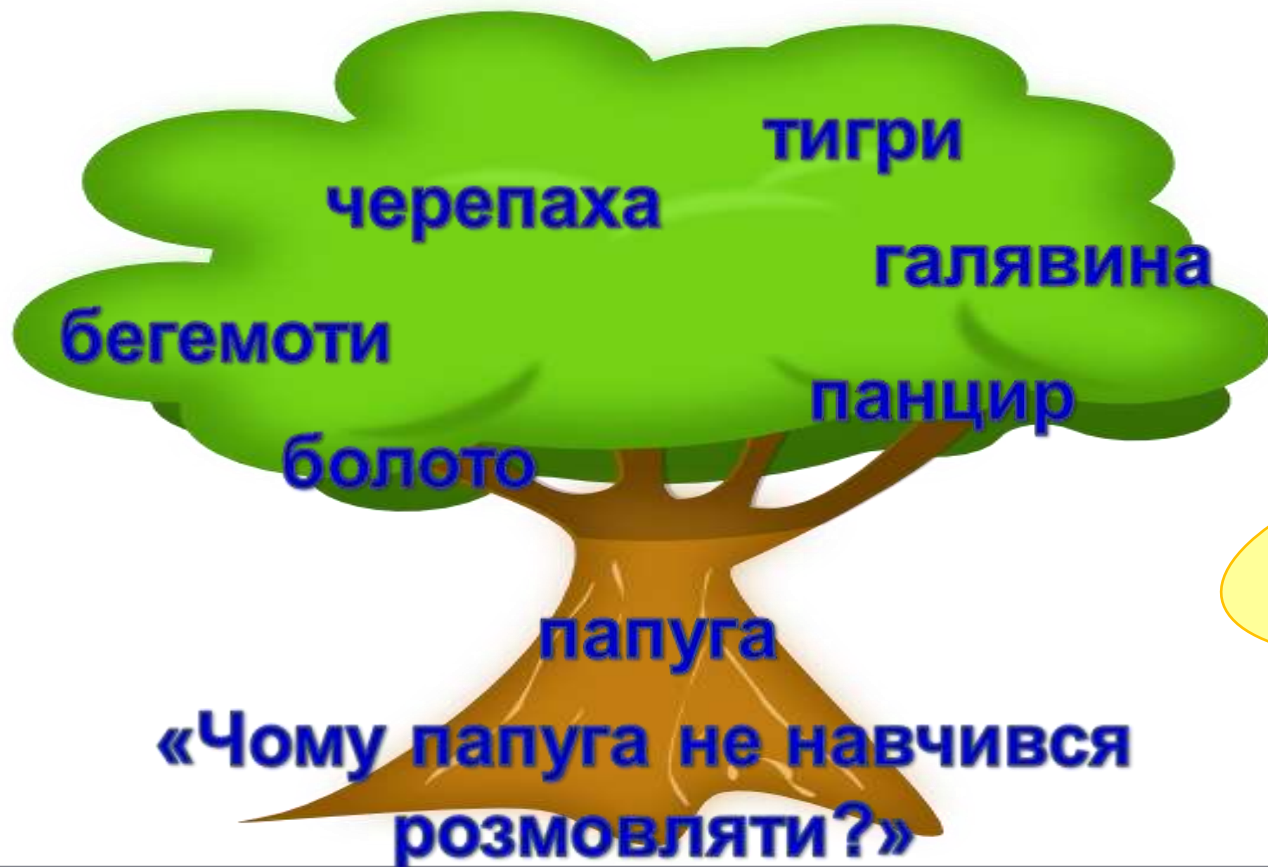 тигри
черепаха
галявина
бегемоти
панцир
болото
папуга
«Чому папуга не навчився
розмовляти?»